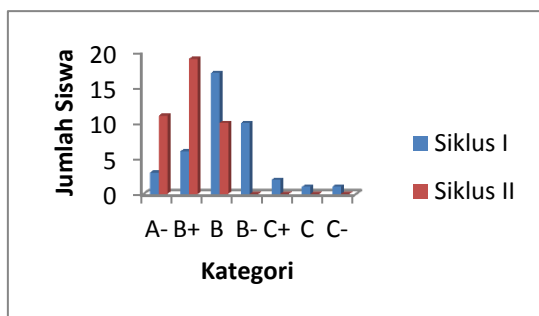 Jumlah Siswa
20
15
10
5
0
A- B+ B B- C+ C C-
Kategori
Siklus I
Siklus II